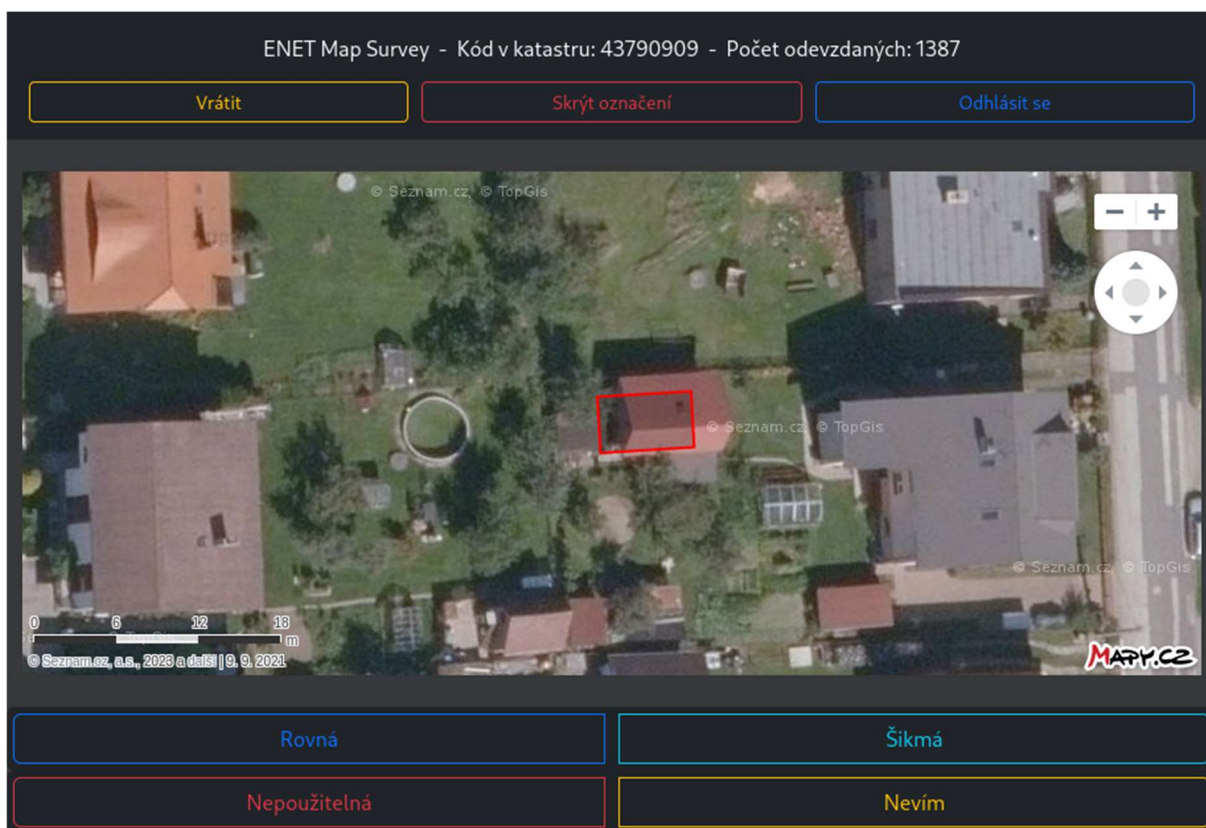 ENET Map Survey - Kód v katastru: 43790909 - Počet odevzdaných: 1387
Vrátit
Skrýt označení
Odhlásit se
© Seznam.cz, © TopGis
− +
© Seznam.cz, © TopGis
© Seznam.cz, © TopGis
0 6 12 18
m
© Seznam.cz, a.s., 2023 a další | 9. 9. 2021
MAPY.CZ
Rovná
Šikmá
Nepoužitelná
Nevím